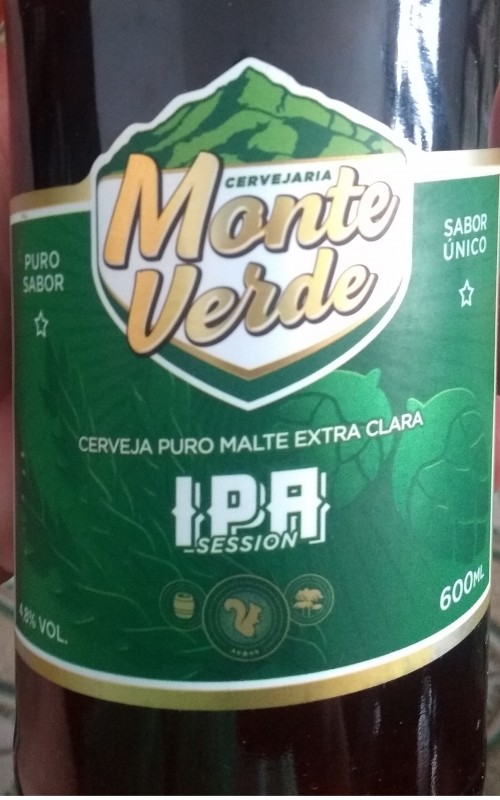 CERVEJARIA
Monte
Verde
PURO
SABOR
SABOR
ÚNICO
CERVEJA PURO MALTE EXTRA CLARA
IPA
SESSION
4,8% VOL.
600ML